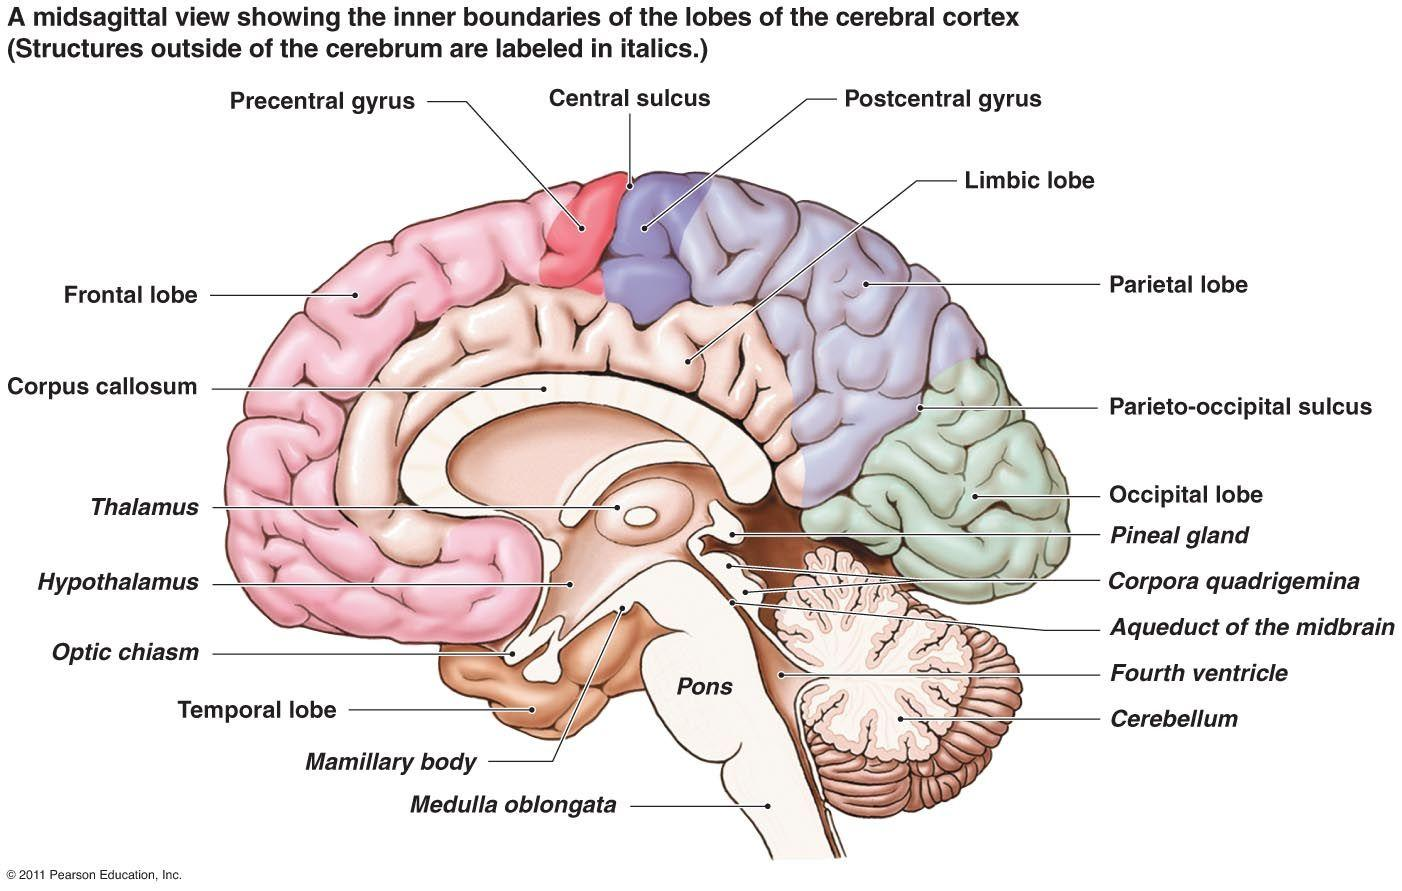 A midsagittal view showing the inner boundaries of the lobes of the cerebral cortex
(Structures outside of the cerebrum are labeled in italics.)
Precentral gyrus
Central sulcus
Postcentral gyrus
Limbic lobe
Frontal lobe
Parietal lobe
Corpus callosum
Parieto-occipital sulcus
Occipital lobe
Thalamus
Pineal gland
Hypothalamus
Corpora quadrigemina
Aqueduct of the midbrain
Optic chiasm
Fourth ventricle
Pons
Temporal lobe
Cerebellum
Mamillary body
Medulla oblongata
© 2011 Pearson Education, Inc.